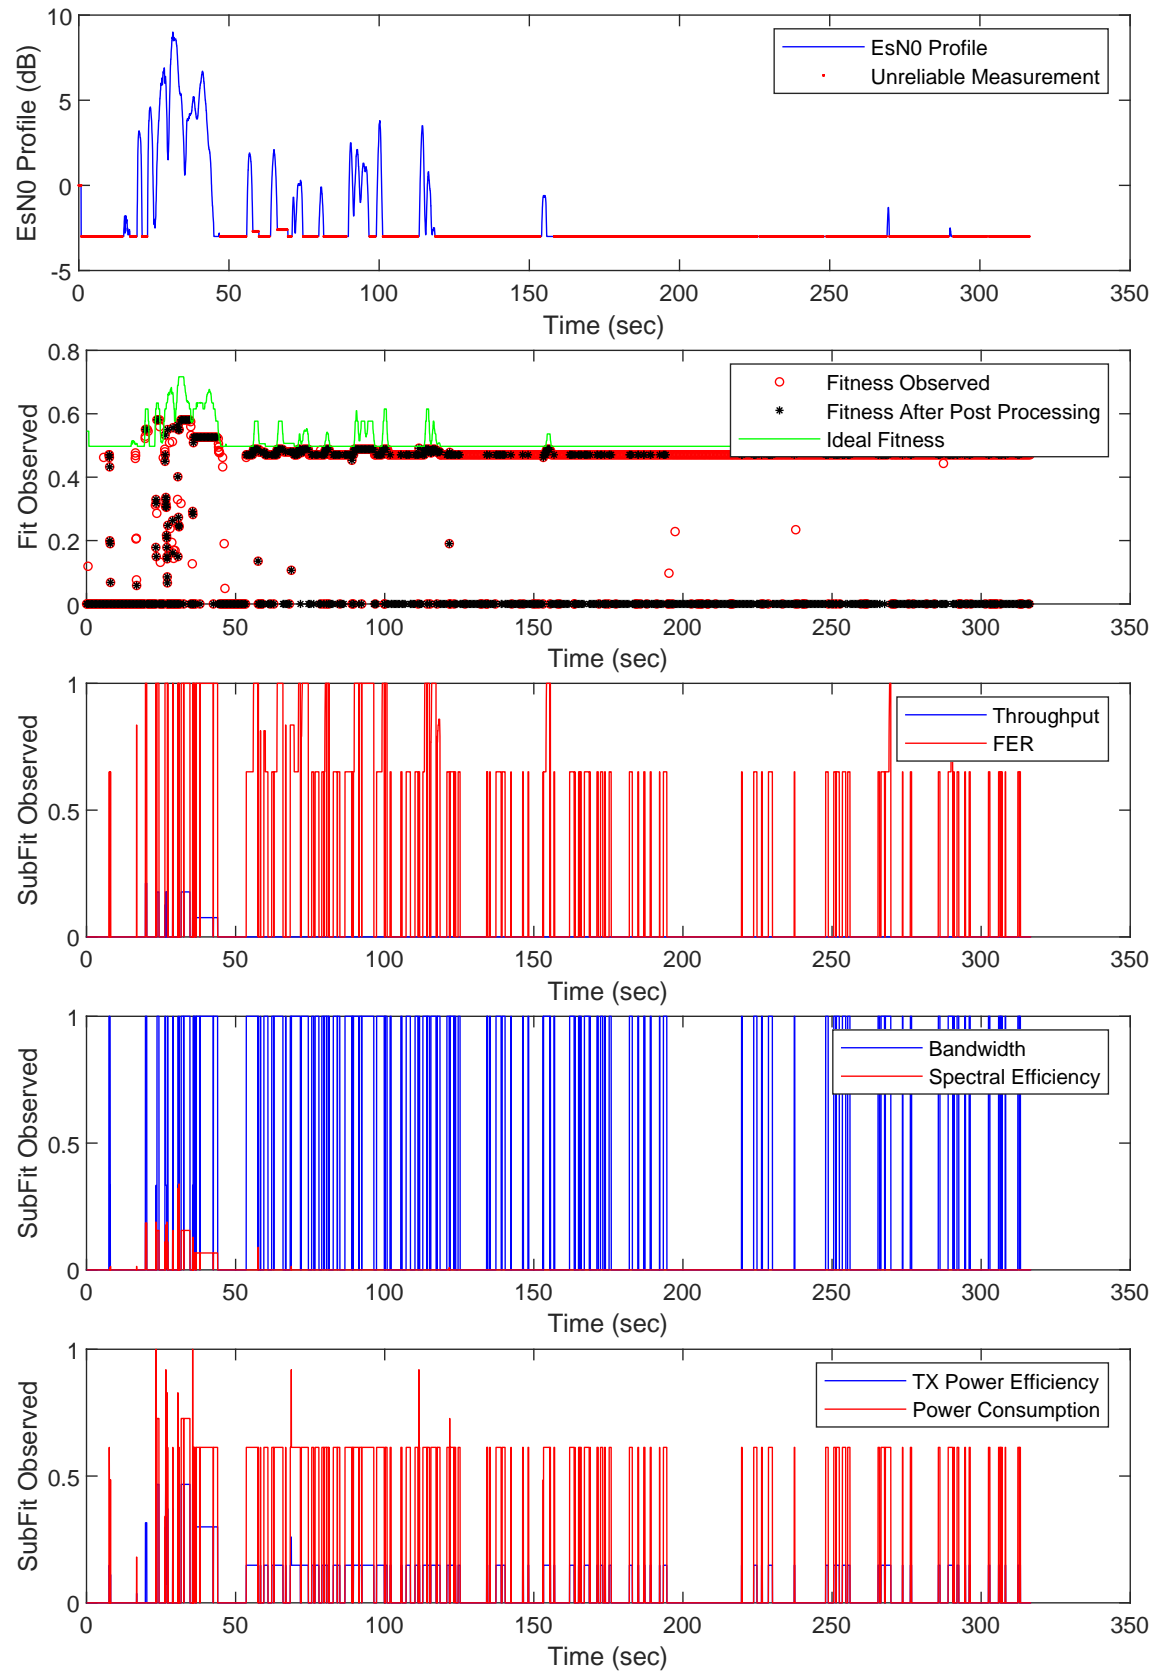 10
5
0
-5
EsN0 Profile (dB)
EsN0 Profile
Unreliable Measurement
0 50 100 150 200 250 300 350
Time (sec)
0.8
0.6
0.4
0.2
0
Fit Observed
Fitness Observed
Fitness After Post Processing
Ideal Fitness
0 50 100 150 200 250 300 350
Time (sec)
1
0.5
0
SubFit Observed
Throughput
FER
0 50 100 150 200 250 300 350
Time (sec)
1
0.5
0
SubFit Observed
Bandwidth
Spectral Efficiency
0 50 100 150 200 250 300 350
Time (sec)
1
0.5
0
SubFit Observed
TX Power Efficiency
Power Consumption
0 50 100 150 200 250 300 350
Time (sec)